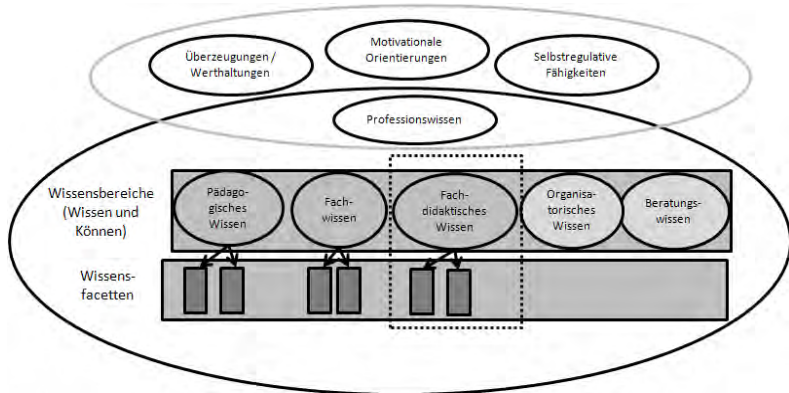 Überzeugungen /
Werthaltungen
Motivationale
Orientierungen
Selbstregulative
Fähigkeiten
Professionswissen
Wissensbereiche
(Wissen und
Können)
Pädago-
gisches
Wissen
Fach-
wissen
Fach-
didaktisches
Wissen
Organisa-
torisches
Wissen
Beratungs-
wissen
Wissens-
facetten